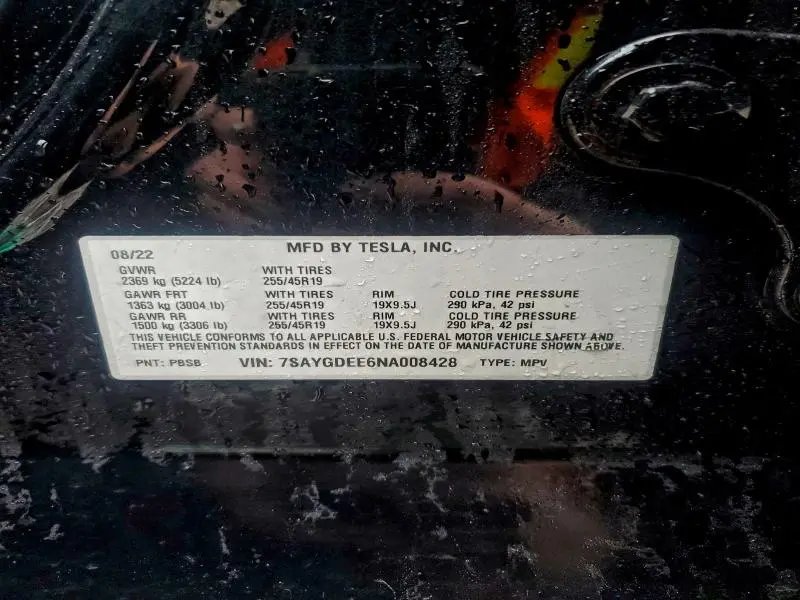 08/22 MFD BY TESLA, INC.
GVWR WITH TIRES
2369 kg (5224 lb) 255/45R19
GAWR FRT WITH TIRES RIM COLD TIRE PRESSURE
1363 kg (3004 lb) 255/45R19 19X9.5J 290 kPa, 42 psi
GAWR RR WITH TIRES RIM COLD TIRE PRESSURE
1500 kg (3306 lb) 255/45R19 19X9.5J 290 kPa, 42 psi
THIS VEHICLE CONFORMS TO ALL APPLICABLE U.S. FEDERAL MOTOR VEHICLE SAFETY AND
THEFT PREVENTION STANDARDS IN EFFECT ON THE DATE OF MANUFACTURE SHOWN ABOVE.
PNT: PBSB VIN: 7SAYGDEE6NA008428 TYPE: MPV